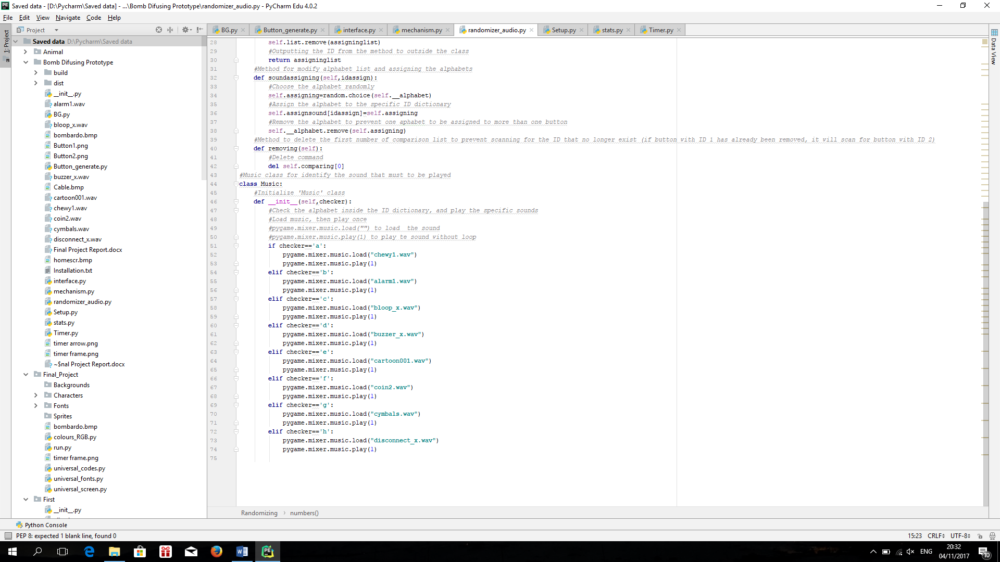 Saved data - [D:\Pycharm\Saved data] - ...\Bomb Difusing Prototype\randomizer_audio.py - PyCharm Edu 4.0.2
File Edit View Navigate Code Help
Project
BG.py Button_generate.py interface.py mechanism.py randomizer_audio.py Setup.py stats.py Timer.py
1: Project
Data View
Saved data D:\Pycharm\Saved data
Animal
Bomb Difusing Prototype
build
dist
__init__.py
alarm1.wav
BG.py
bloop_x.wav
bombardo.bmp
Button1.png
Button2.png
Button_generate.py
buzzer_x.wav
Cable.bmp
cartoon001.wav
chewy1.wav
coin2.wav
cymbals.wav
disconnect_x.wav
Final Project Report.docx
homescr.bmp
Installation.txt
interface.py
mechanism.py
randomizer_audio.py
Setup.py
stats.py
Timer.py
timer arrow.png
timer frame.png
~$nal Project Report.docx
Final_Project
Backgrounds
Characters
Fonts
Sprites
bombardo.bmp
colours_RGB.py
run.py
timer frame.png
universal_codes.py
universal_fonts.py
universal_screen.py
First
__init__.py
28 self.list.remove(assigninglist)
29 #Outputting the ID from the method to outside the class
30 return assigninglist
31 #Method for modify alphabet list and assigning the alphabets
32 def soundassigning(self,idassign):
33 #Choose the alphabet randomly
34 self.assigning=random.choice(self.__alphabet)
35 #Assign the alphabet to the specific ID dictionary
36 self.assignsound[idassign]=self.assigning
37 #Remove the alphabet to prevent one aphabet to be assigned to more than one button
38 self.__alphabet.remove(self.assigning)
39 #Method to delete the first number of comparison list to prevent scanning for the ID that no longer exist (if button with ID 1 has already been removed, it will scan for button with ID 2)
40 def removing(self):
41 #Delete command
42 del self.comparing[0]
43 #Music class for identify the sound that must to be played
44 class Music:
45 #Initialize 'Music' class
46 def __init__(self,checker):
47 #Check the alphabet inside the ID dictionary, and play the specific sounds
48 #Load music, then play once
49 #pygame.mixer.music.load("") to load  the sound
50 #pygame.mixer.music.play(1) to play te sound without loop
51 if checker=='a':
52 pygame.mixer.music.load("chewy1.wav")
53 pygame.mixer.music.play(1)
54 elif checker=='b':
55 pygame.mixer.music.load("alarm1.wav")
56 pygame.mixer.music.play(1)
57 elif checker=='c':
58 pygame.mixer.music.load("bloop_x.wav")
59 pygame.mixer.music.play(1)
60 elif checker=='d':
61 pygame.mixer.music.load("buzzer_x.wav")
62 pygame.mixer.music.play(1)
63 elif checker=='e':
64 pygame.mixer.music.load("cartoon001.wav")
65 pygame.mixer.music.play(1)
66 elif checker=='f':
67 pygame.mixer.music.load("coin2.wav")
68 pygame.mixer.music.play(1)
69 elif checker=='g':
70 pygame.mixer.music.load("cymbals.wav")
71 pygame.mixer.music.play(1)
72 elif checker=='h':
73 pygame.mixer.music.load("disconnect_x.wav")
74 pygame.mixer.music.play(1)
75
Randomizing numbers()
Python Console
PEP 8: expected 1 blank line, found 0
15:23 CRLF UTF-8
ENG
20:32
04/11/2017
10